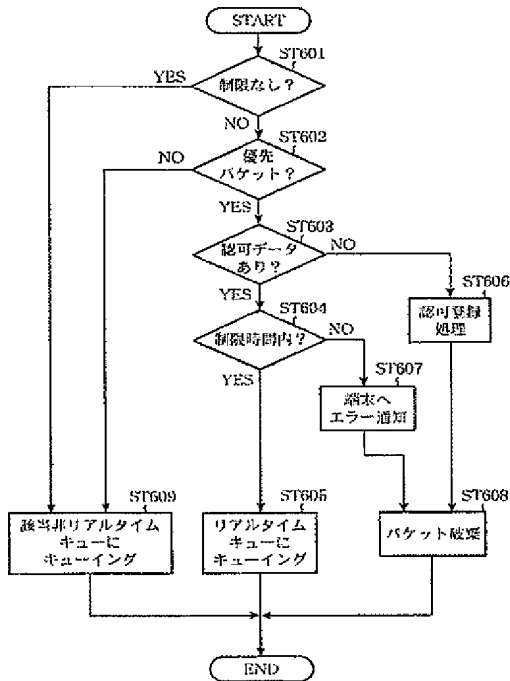 START
ST601
YES
制限なし？
NO
ST602
NO
優先
パケット？
YES
ST603
認可データ
あり？
NO
YES
ST606
認可登録
処理
ST604
制限時間内？
NO
YES
ST607
端末へ
エラー通知
ST609
該当非リアルタイム
キューに
キューイング
ST605
リアルタイム
キューに
キューイング
ST608
パケット破棄
END